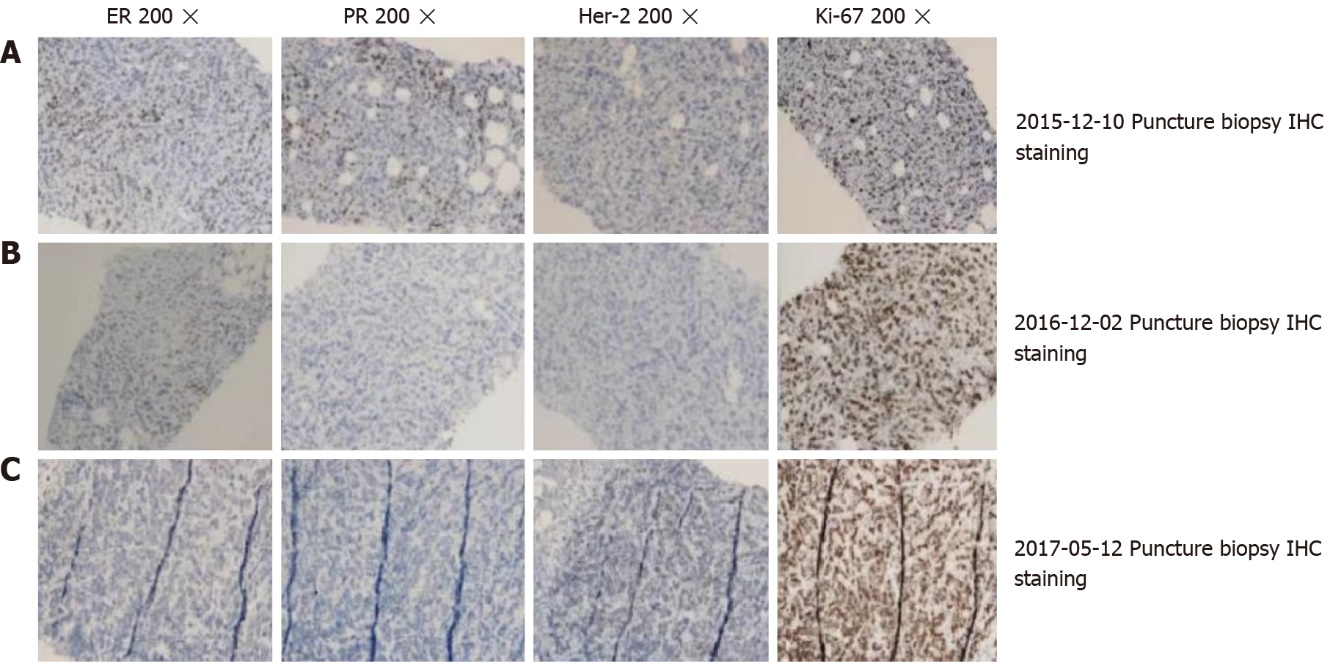 ER 200 × PR 200 × Her-2 200 × Ki-67 200 ×
A
2015-12-10 Puncture biopsy IHC
staining
B
2016-12-02 Puncture biopsy IHC
staining
C
2017-05-12 Puncture biopsy IHC
staining